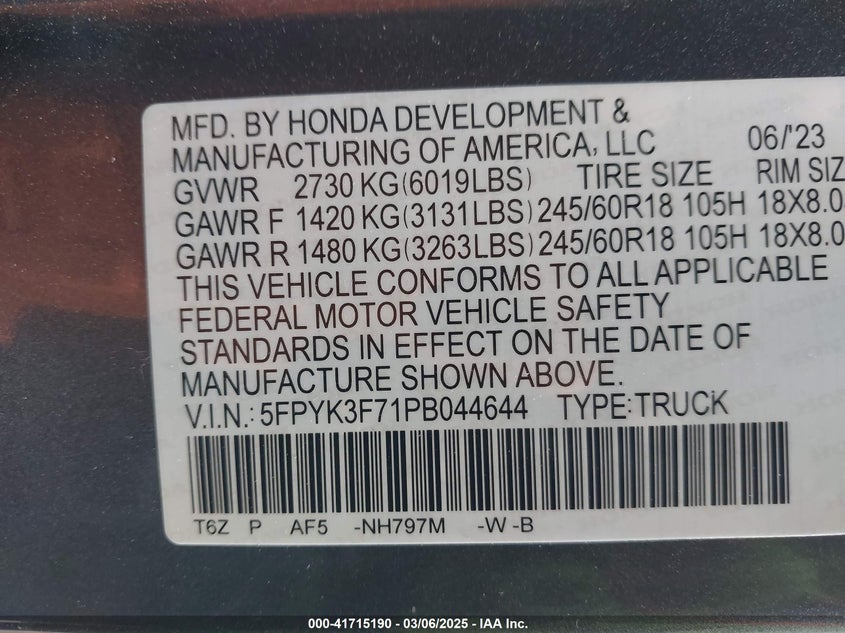 MFD. BY HONDA DEVELOPMENT &
MANUFACTURING OF AMERICA, LLC 06/'23
GVWR 2730 KG(6019LBS) TIRE SIZE RIM SIZ
GAWR F 1420 KG(3131LBS) 245/60R18 105H 18X8.0
GAWR R 1480 KG(3263LBS) 245/60R18 105H 18X8.0
THIS VEHICLE CONFORMS TO ALL APPLICABLE
FEDERAL MOTOR VEHICLE SAFETY
STANDARDS IN EFFECT ON THE DATE OF
MANUFACTURE SHOWN ABOVE.
V.I.N.: 5FPYK3F71PB044644 TYPE:TRUCK
T6Z P AF5 -NH797M -W -B
000-41715190 - 03/06/2025 - IAA Inc.